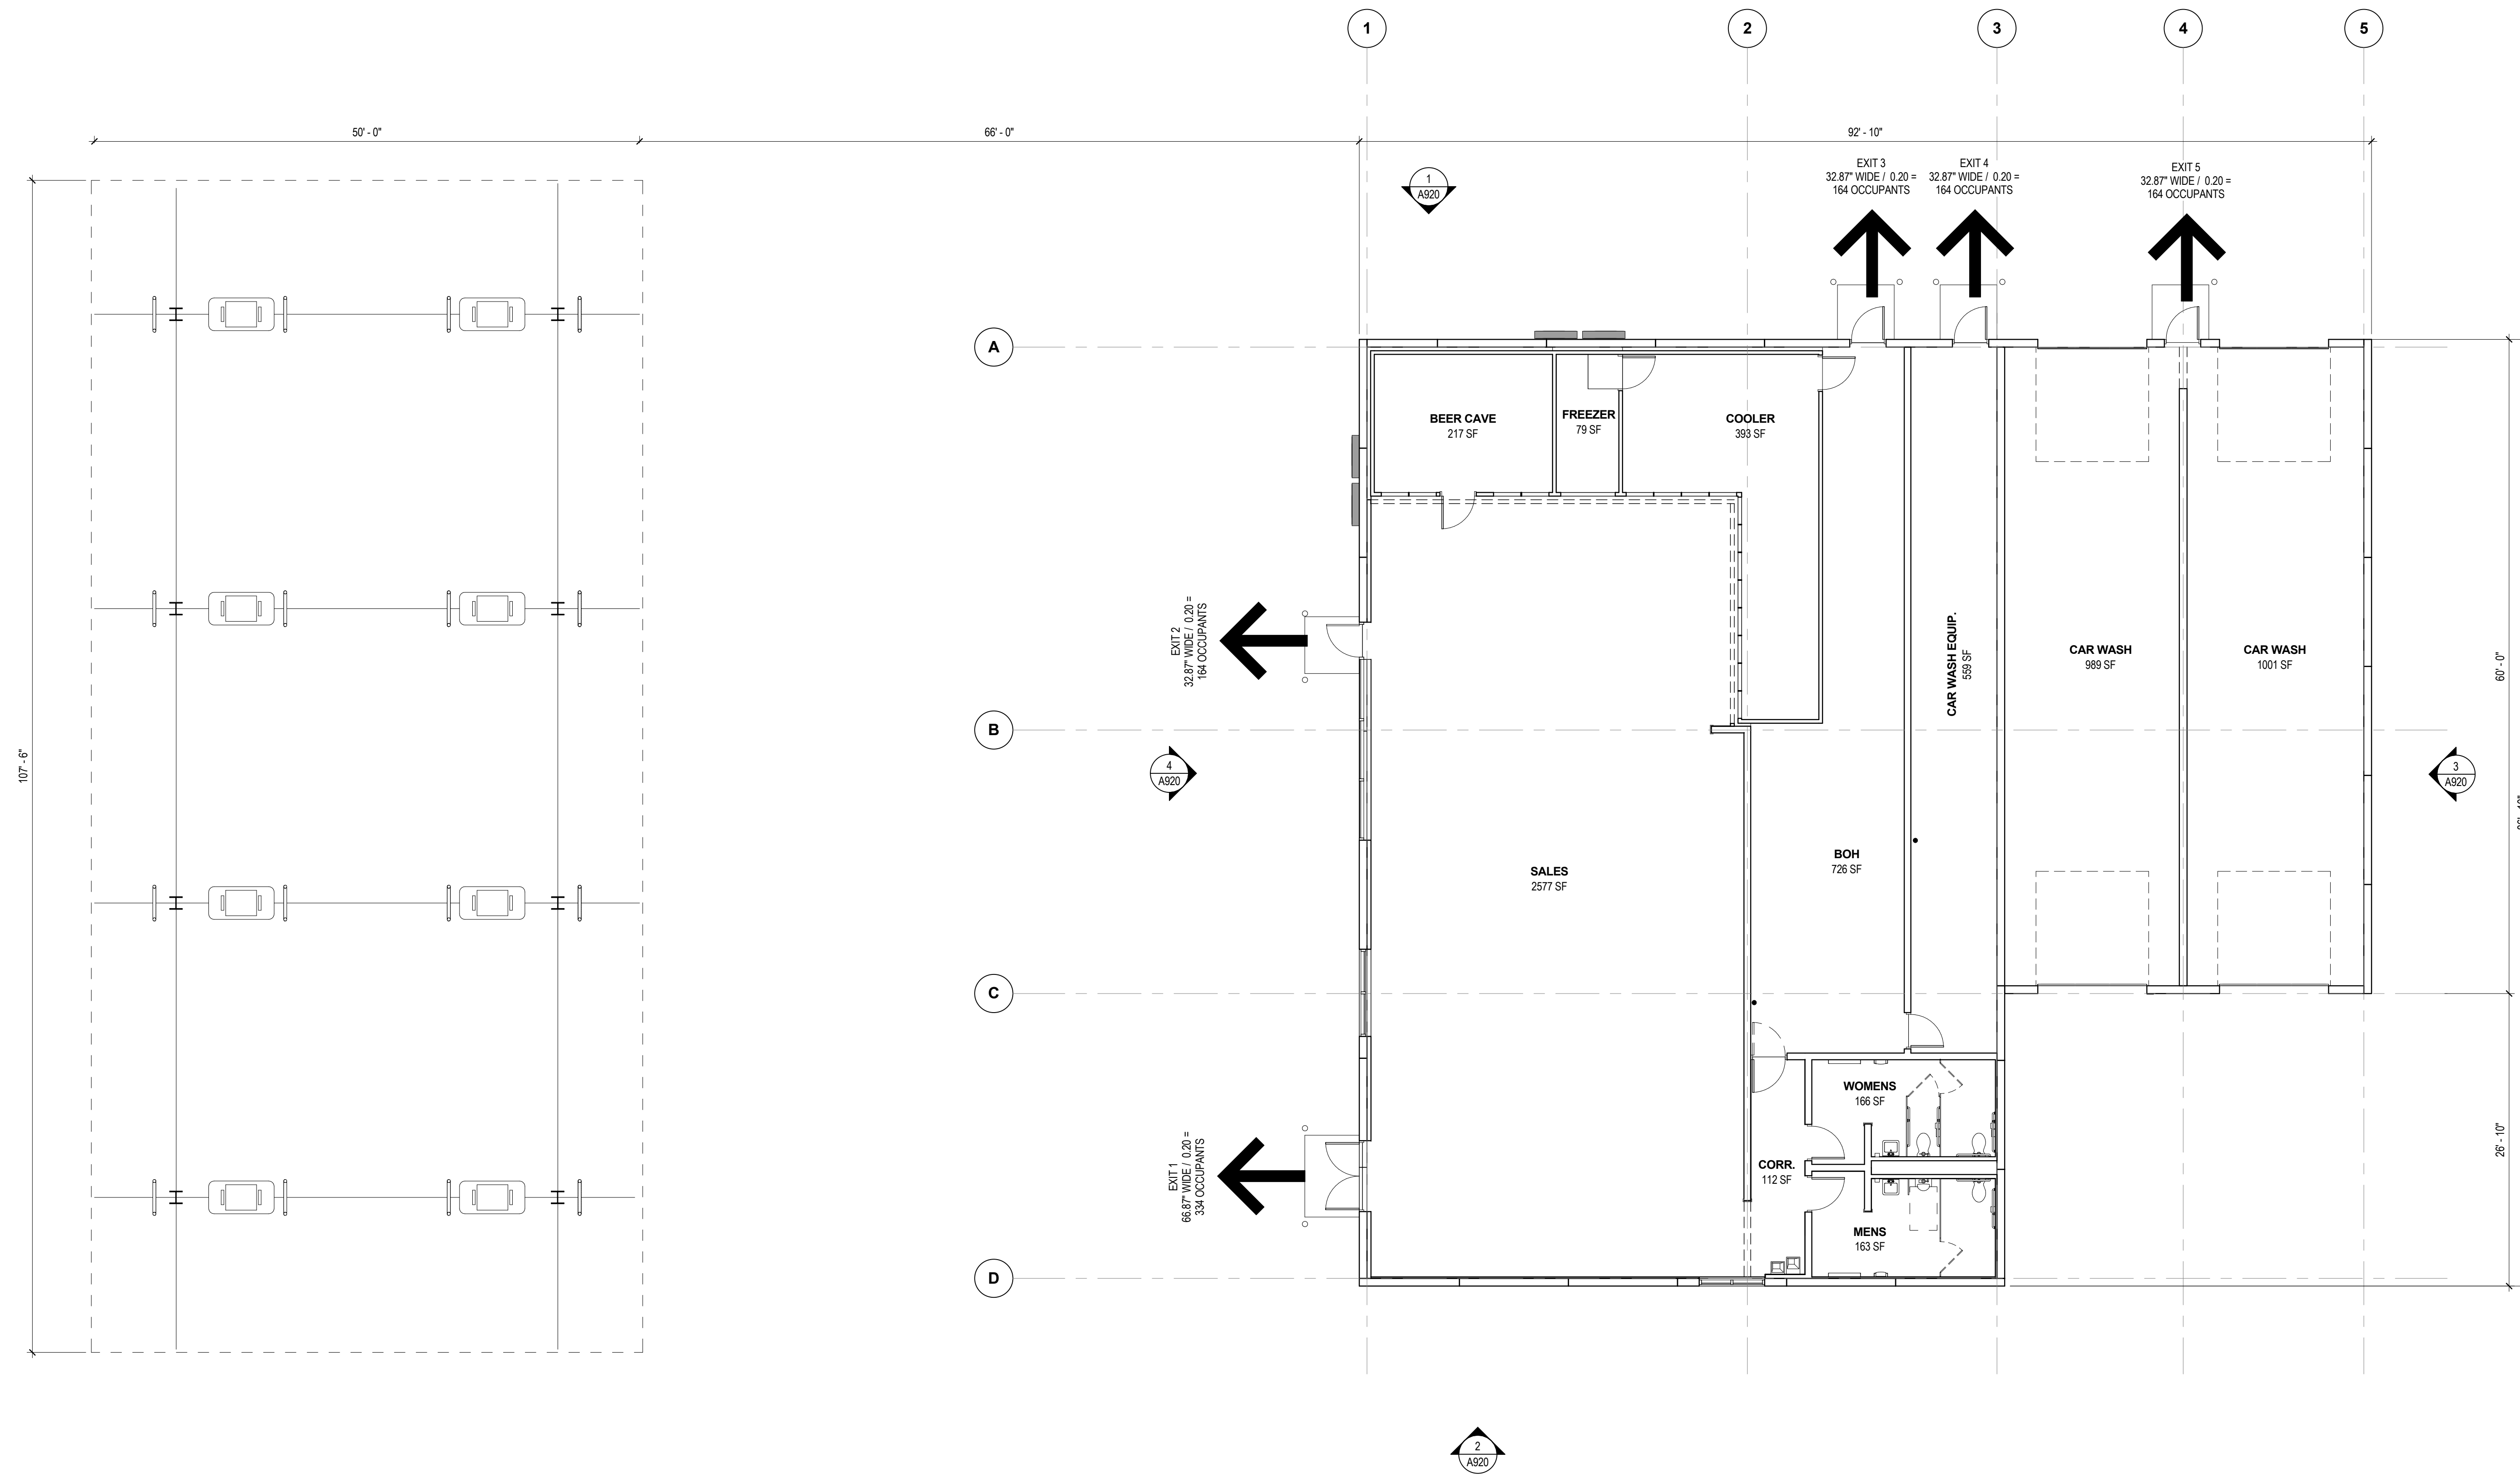 1
2
3
4
5
50' - 0"
66' - 0"
92' - 10"
EXIT 3
32.87" WIDE / 0.20 =
164 OCCUPANTS
EXIT 4
32.87" WIDE / 0.20 =
164 OCCUPANTS
EXIT 5
32.87" WIDE / 0.20 =
164 OCCUPANTS
1
A920
A
BEER CAVE
217 SF
FREEZER
79 SF
COOLER
393 SF
EXIT 2
32.87" WIDE / 0.20 =
164 OCCUPANTS
CAR WASH EQUIP.
559 SF
CAR WASH
989 SF
CAR WASH
1001 SF
60' - 0"
B
107' - 6"
4
A920
3
A920
SALES
2577 SF
BOH
726 SF
C
WOMENS
166 SF
EXIT 1
66.87" WIDE / 0.20 =
334 OCCUPANTS
CORR.
112 SF
26' - 10"
MENS
163 SF
D
2
A920